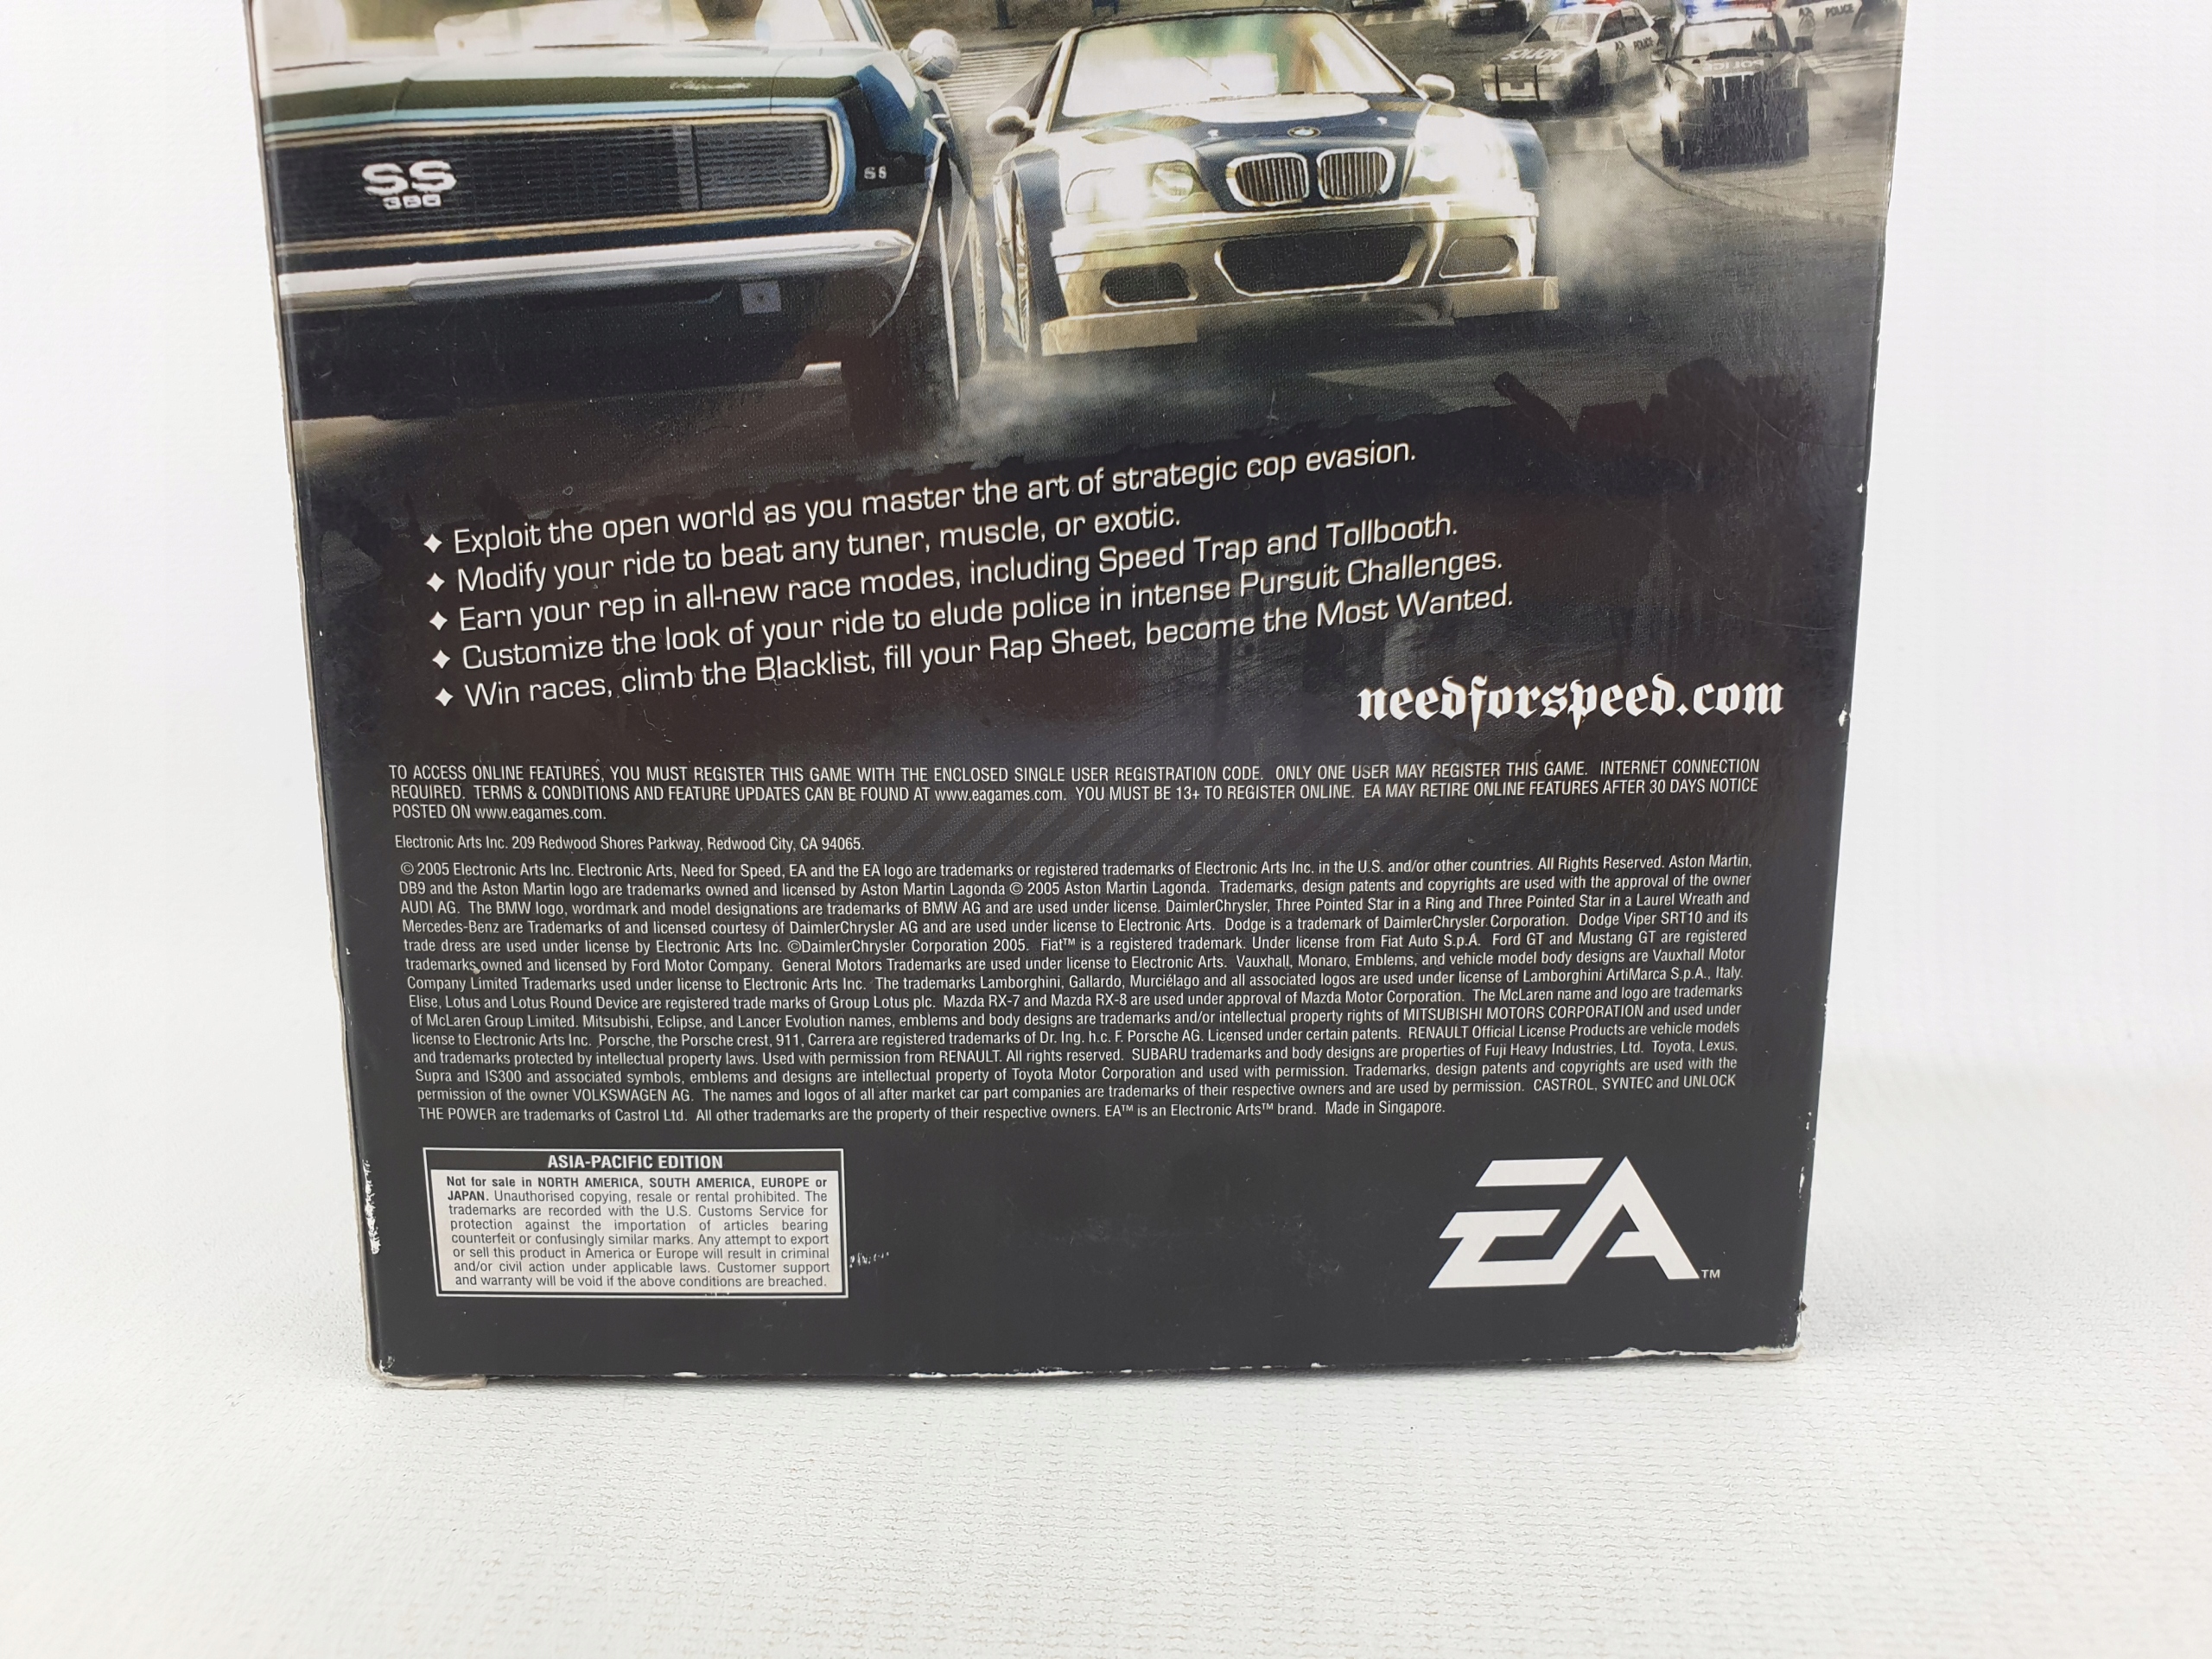 POLICE
POLICE
POLICE
POLICE
SS
SS
◆ Exploit the open world as you master the art of strategic cop evasion.
◆ Modify your ride to beat any tuner, muscle, or exotic.
◆ Earn your rep in all-new race modes, including Speed Trap and Tollbooth.
◆ Customize the look of your ride to elude police in intense Pursuit Challenges.
◆ Win races, climb the Blacklist, fill your Rap Sheet, become the Most Wanted.
needforspeed.com
TO ACCESS ONLINE FEATURES, YOU MUST REGISTER THIS GAME WITH THE ENCLOSED SINGLE USER REGISTRATION CODE. ONLY ONE USER MAY REGISTER THIS GAME. INTERNET CONNECTION
REQUIRED. TERMS & CONDITIONS AND FEATURE UPDATES CAN BE FOUND AT www.eagames.com. YOU MUST BE 13+ TO REGISTER ONLINE. EA MAY RETIRE ONLINE FEATURES AFTER 30 DAYS NOTICE
POSTED ON www.eagames.com.
Electronic Arts Inc. 209 Redwood Shores Parkway, Redwood City, CA 94065.
© 2005 Electronic Arts Inc. Electronic Arts, Need for Speed, EA and the EA logo are trademarks or registered trademarks of Electronic Arts Inc. in the U.S. and/or other countries. All Rights Reserved. Aston Martin,
DB9 and the Aston Martin logo are trademarks owned and licensed by Aston Martin Lagonda © 2005 Aston Martin Lagonda. Trademarks, design patents and copyrights are used with the approval of the owner
AUDI AG. The BMW logo, wordmark and model designations are trademarks of BMW AG and are used under license. DaimlerChrysler, Three Pointed Star in a Ring and Three Pointed Star in a Laurel Wreath and
Mercedes-Benz are Trademarks of and licensed courtesy of DaimlerChrysler AG and are used under license to Electronic Arts. Dodge is a trademark of DaimlerChrysler Corporation. Dodge Viper SRT10 and its
trade dress are used under license by Electronic Arts Inc. ©DaimlerChrysler Corporation 2005. Fiat™ is a registered trademark. Under license from Fiat Auto S.p.A. Ford GT and Mustang GT are registered
trademarks owned and licensed by Ford Motor Company. General Motors Trademarks are used under license to Electronic Arts. Vauxhall, Monaro, Emblems, and vehicle model body designs are Vauxhall Motor
Company Limited Trademarks used under license to Electronic Arts Inc. The trademarks Lamborghini, Gallardo, Murciélago and all associated logos are used under license of Lamborghini ArtiMarca S.p.A., Italy.
Elise, Lotus and Lotus Round Device are registered trade marks of Group Lotus plc. Mazda RX-7 and Mazda RX-8 are used under approval of Mazda Motor Corporation. The McLaren name and logo are trademarks
of McLaren Group Limited. Mitsubishi, Eclipse, and Lancer Evolution names, emblems and body designs are trademarks and/or intellectual property rights of MITSUBISHI MOTORS CORPORATION and used under
license to Electronic Arts Inc. Porsche, the Porsche crest, 911, Carrera are registered trademarks of Dr. Ing. h.c. F. Porsche AG. Licensed under certain patents. RENAULT Official License Products are vehicle models
and trademarks protected by intellectual property laws. Used with permission from RENAULT. All rights reserved. SUBARU trademarks and body designs are properties of Fuji Heavy Industries, Ltd. Toyota, Lexus,
Supra and IS300 and associated symbols, emblems and designs are intellectual property of Toyota Motor Corporation and used with permission. Trademarks, design patents and copyrights are used with the
permission of the owner VOLKSWAGEN AG. The names and logos of all after market car part companies are trademarks of their respective owners and are used by permission. CASTROL, SYNTEC and UNLOCK
THE POWER are trademarks of Castrol Ltd. All other trademarks are the property of their respective owners. EA™ is an Electronic Arts™ brand. Made in Singapore.
ASIA-PACIFIC EDITION
Not for sale in NORTH AMERICA, SOUTH AMERICA, EUROPE or
JAPAN. Unauthorised copying, resale or rental prohibited. The
trademarks are recorded with the U.S. Customs Service for
protection against the importation of articles bearing
counterfeit or confusingly similar marks. Any attempt to export
or sell this product in America or Europe will result in criminal
and/or civil action under applicable laws. Customer support
and warranty will be void if the above conditions are breached.
EA™